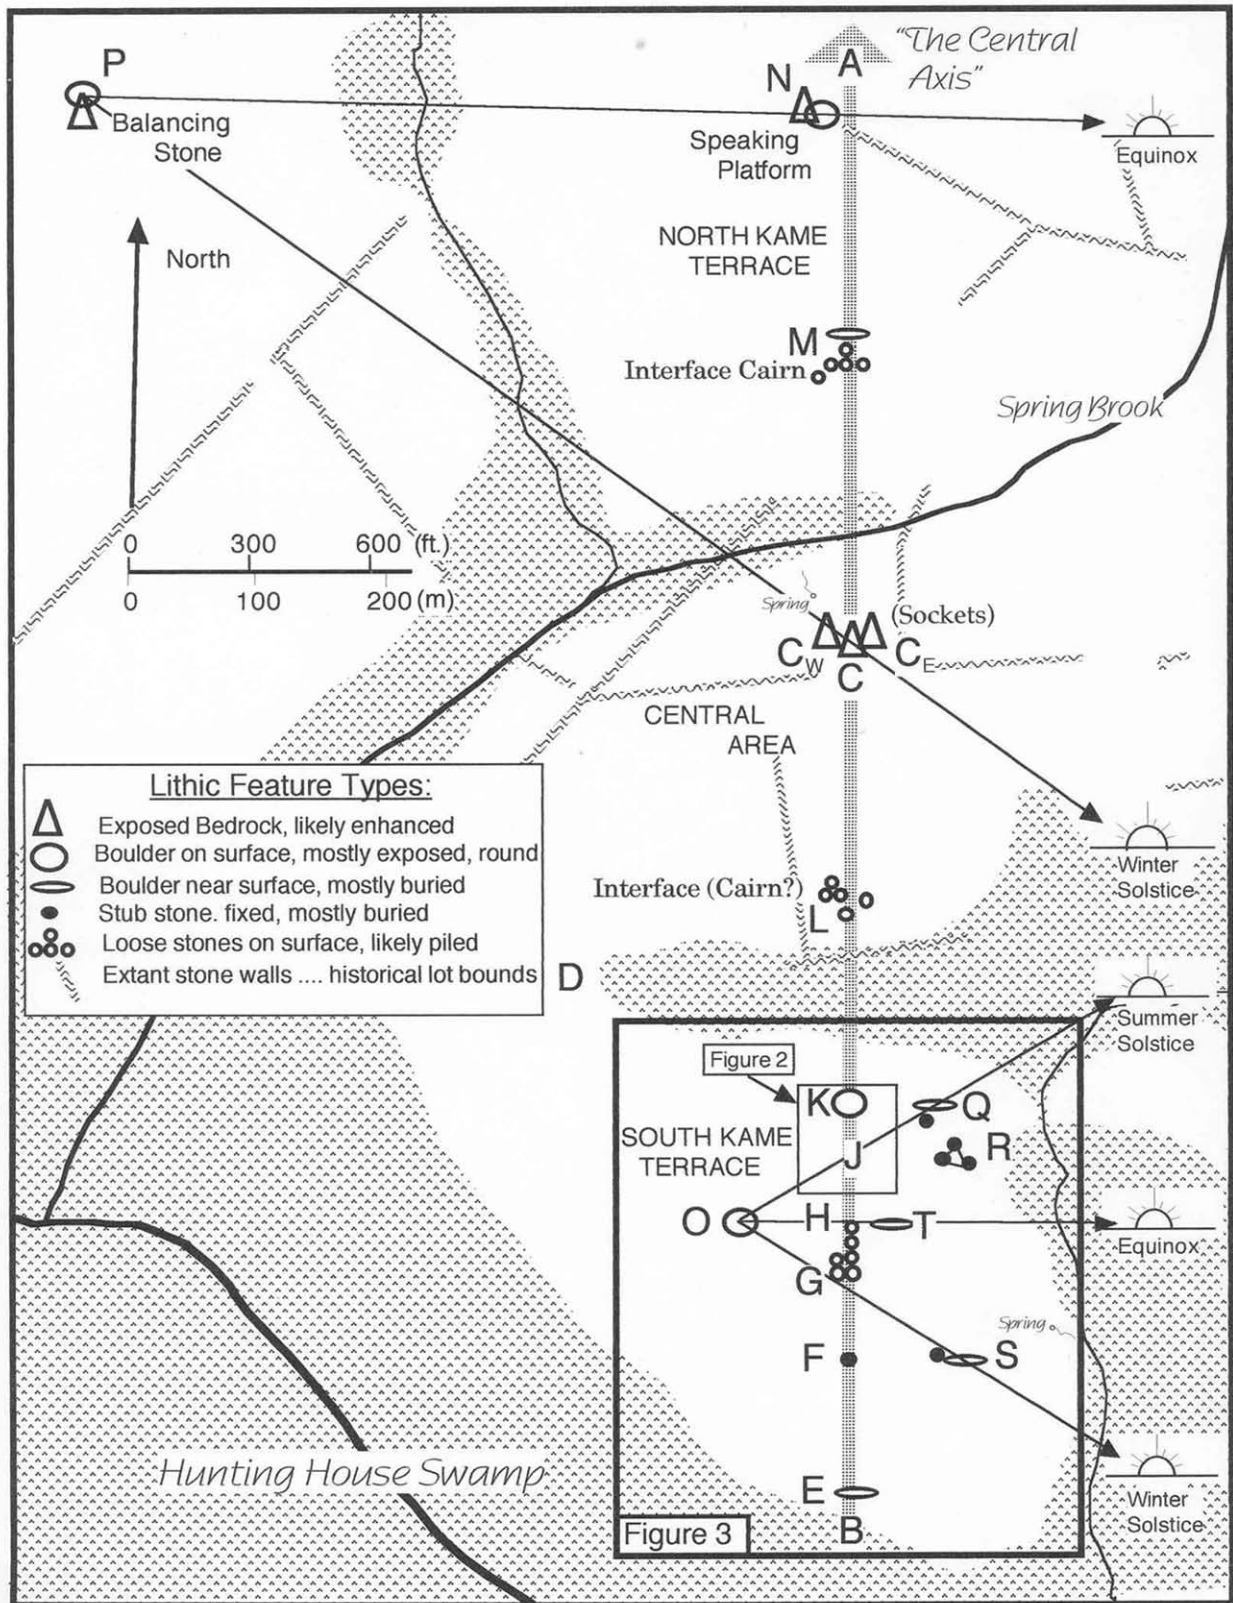 "The Central
Axis"
A
P
N
Balancing
Stone
Speaking
Platform
Equinox
North
NORTH KAME
TERRACE
M
Interface Cairn
Spring Brook
0 300 600 (ft.)
0 100 200 (m)
Spring
(Sockets)
CW
C
CE
CENTRAL
AREA
Lithic Feature Types:
Exposed Bedrock, likely enhanced
Boulder on surface, mostly exposed, round
Boulder near surface, mostly buried
Stub stone. fixed, mostly buried
Loose stones on surface, likely piled
Extant stone walls .... historical lot bounds
Winter
Solstice
Interface (Cairn?)
L
D
Summer
Solstice
Figure 2
K
Q
SOUTH KAME
TERRACE
J
R
O
H
T
Equinox
G
Spring
F
S
Hunting House Swamp
E
Winter
Solstice
B
Figure 3